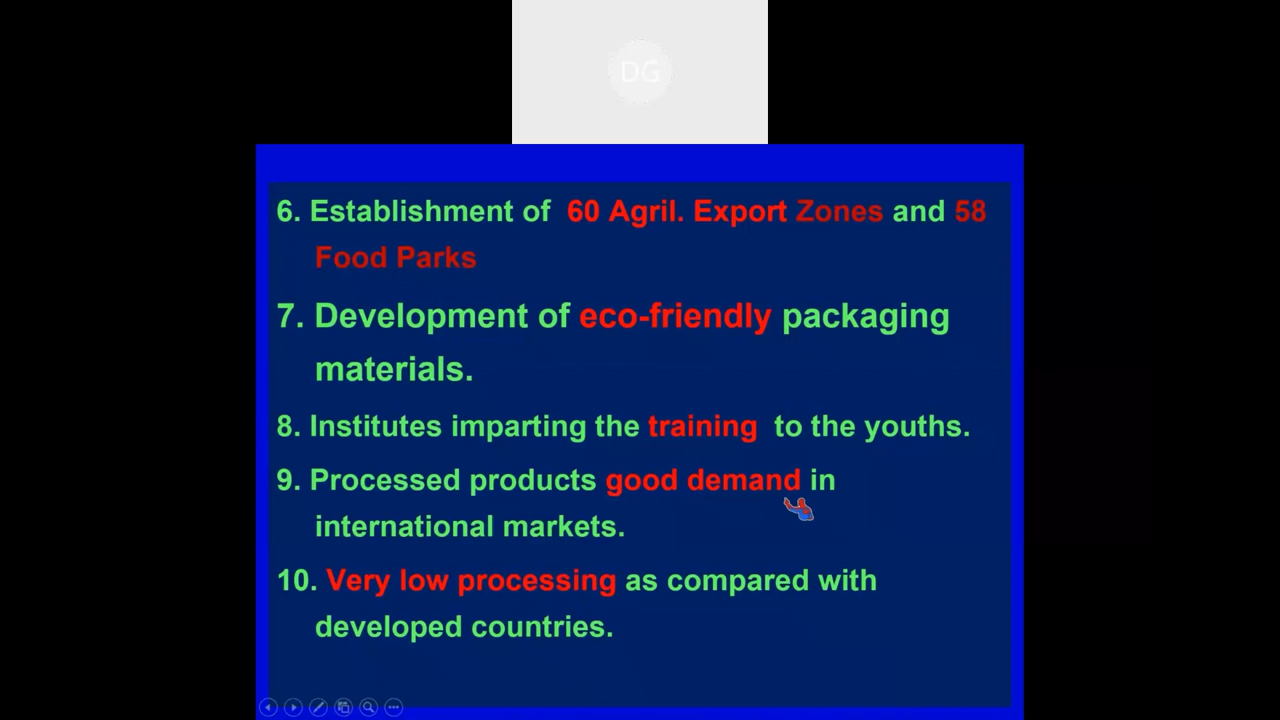 DG
6. Establishment of 60 Agril. Export Zones and 58
Food Parks
7. Development of eco-friendly packaging
materials.
8. Institutes imparting the training to the youths.
9. Processed products good demand in
international markets.
10. Very low processing as compared with
developed countries.